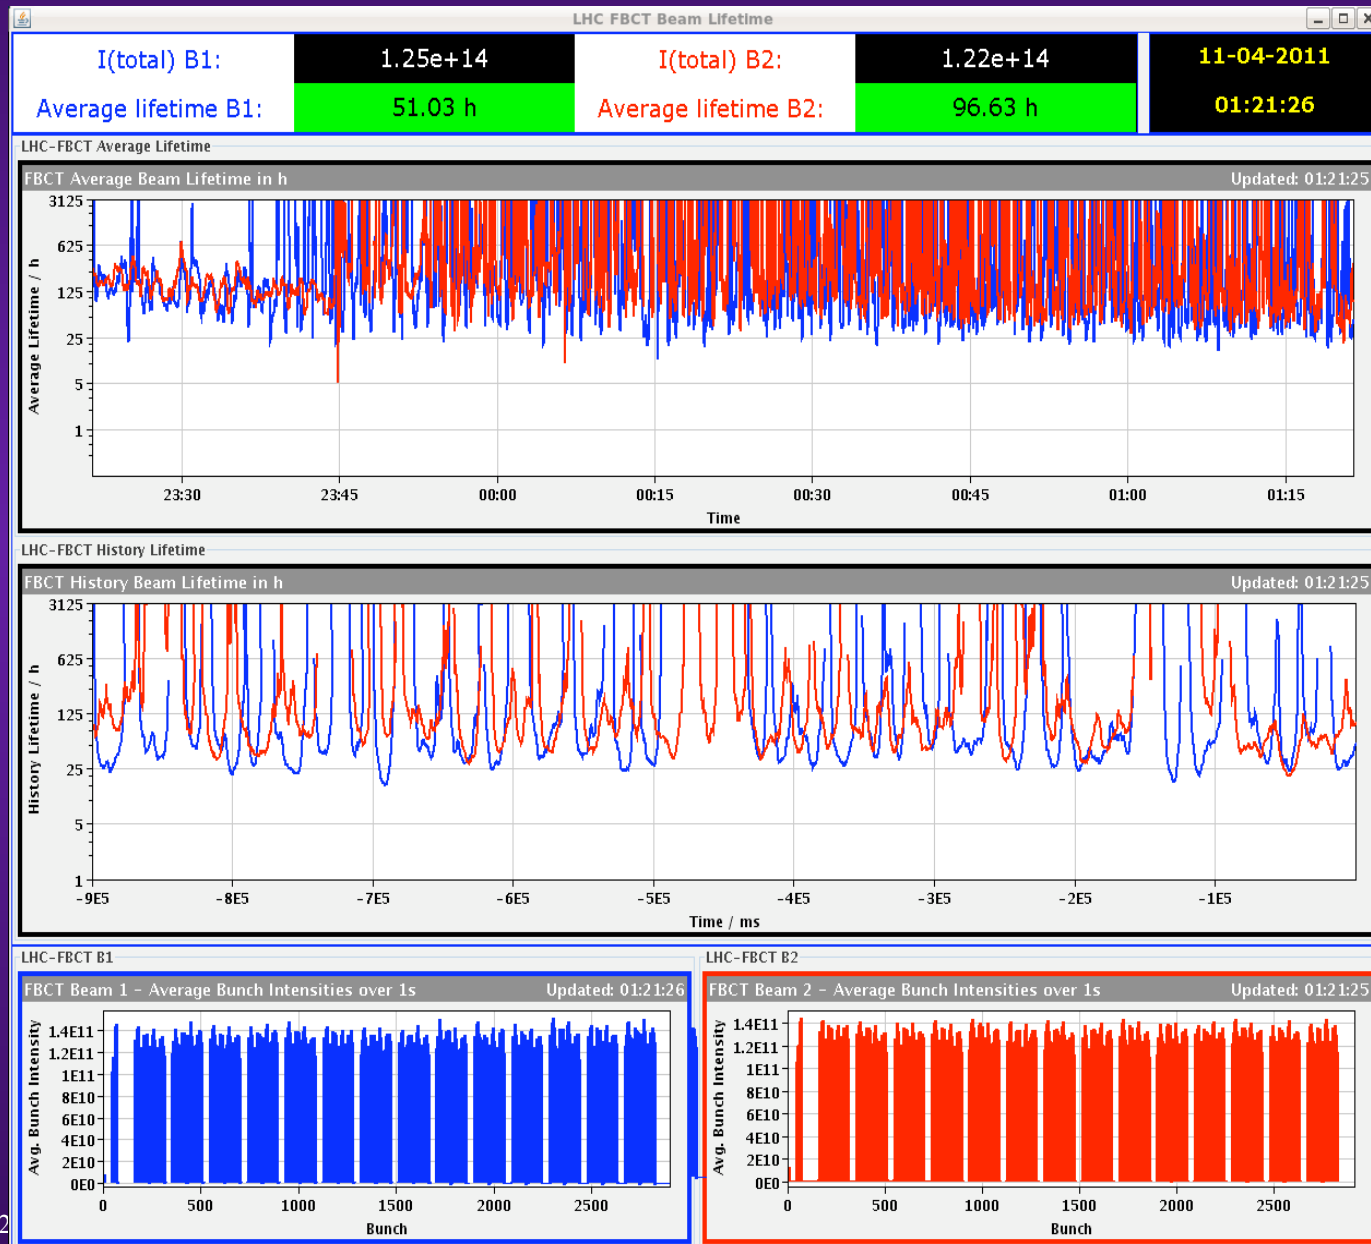 LHC FBCT Beam Lifetime
I(total) B1: 1.25e+14 I(total) B2: 1.22e+14 11-04-2011
Average lifetime B1: 51.03 h Average lifetime B2: 96.63 h 01:21:26
LHC-FBCT Average Lifetime
FBCT Average Beam Lifetime in h Updated: 01:21:25
3125
625
125
25
5
1
Average Lifetime / h
23:30 23:45 00:00 00:15 00:30 00:45 01:00 01:15
Time
LHC-FBCT History Lifetime
FBCT History Beam Lifetime in h Updated: 01:21:25
3125
625
125
25
5
1
History Lifetime / h
-9E5 -8E5 -7E5 -6E5 -5E5 -4E5 -3E5 -2E5 -1E5
Time / ms
LHC-FBCT B1
FBCT Beam 1 - Average Bunch Intensities over 1s Updated: 01:21:26
1.4E11
1.2E11
1E11
8E10
6E10
4E10
2E10
0E0
Avg. Bunch Intensity
0 500 1000 1500 2000 2500
Bunch
LHC-FBCT B2
FBCT Beam 2 - Average Bunch Intensities over 1s Updated: 01:21:25
1.4E11
1.2E11
1E11
8E10
6E10
4E10
2E10
0E0
Avg. Bunch Intensity
0 500 1000 1500 2000 2500
Bunch
2